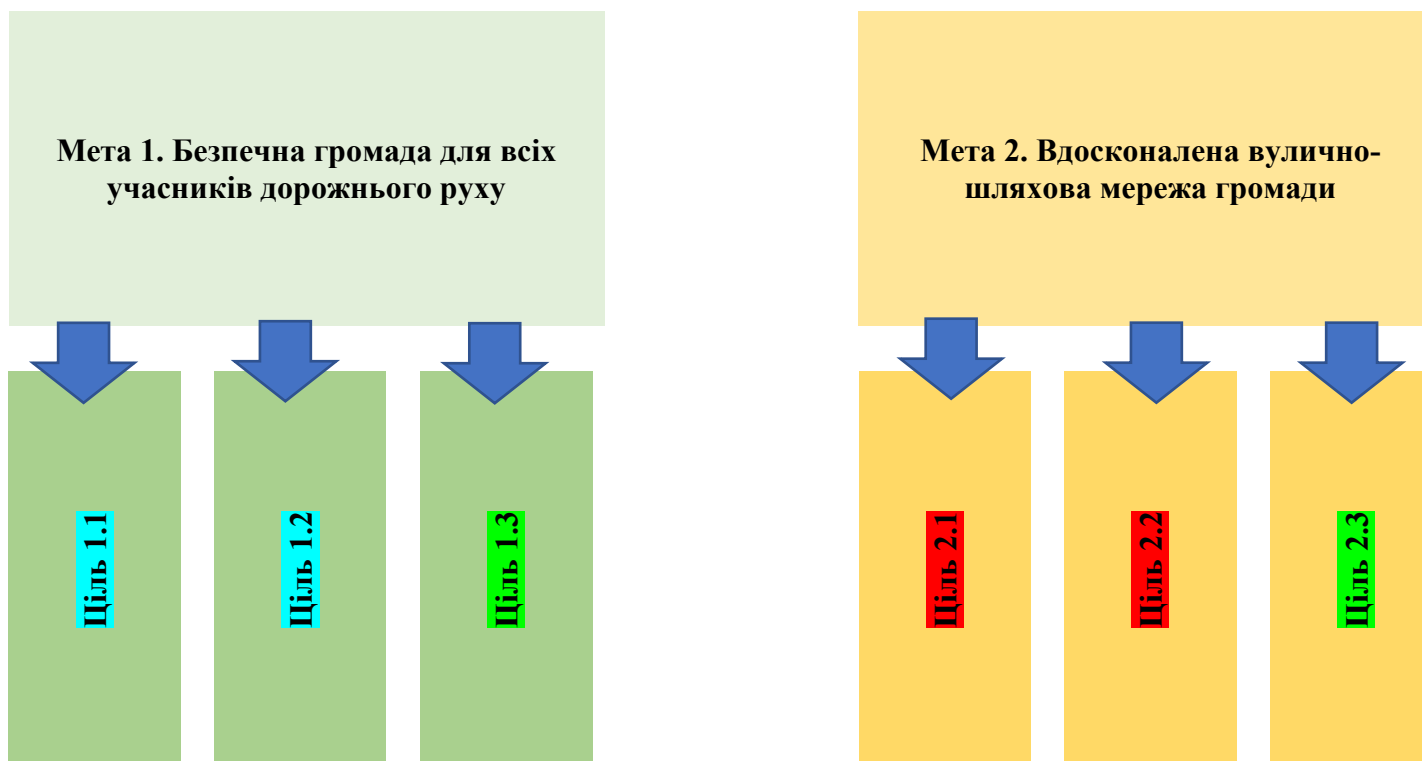 Мета 1. Безпечна громада для всіх
учасників дорожнього руху
Мета 2. Вдосконалена вулично-
шляхова мережа громади
Ціль 1.1
Ціль 1.2
Ціль 1.3
Ціль 2.1
Ціль 2.2
Ціль 2.3